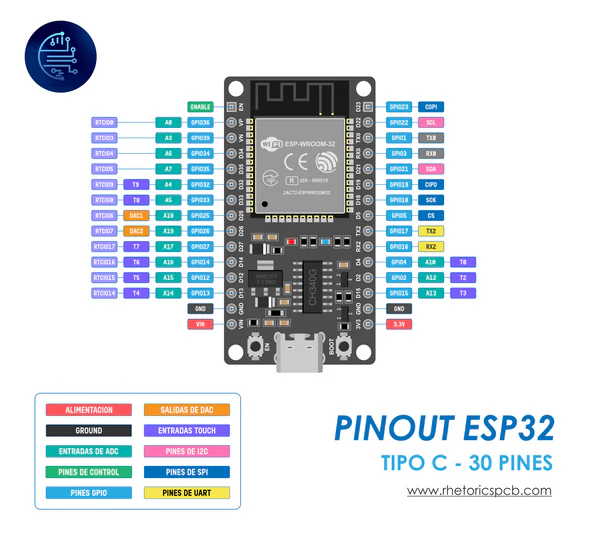 ENABLE EN D23 GPIO23 COPI
RTCIO0 A0 GPIO36 VP D22 GPIO22 SCL
RTCIO3 A3 GPIO39 VN TX0 GPIO1 TX0
RTCIO4 A6 GPIO34 D34 RX0 GPIO3 RX0
RTCIO5 A7 GPIO35 D35 D21 GPIO21 SDA
RTCIO9 T9 A4 GPIO32 D32 D19 GPIO19 CIPO
RTCIO8 T8 A5 GPIO33 D33 D18 GPIO18 SCK
RTCIO6 DAC1 A18 GPIO25 D25 D5 GPIO5 CS
RTCIO7 DAC2 A19 GPIO26 D26 TX2 GPIO17 TX2
RTCIO17 T7 A17 GPIO27 D27 RX2 GPIO16 RX2
RTCIO16 T6 A16 GPIO14 D14 D4 GPIO4 A10 T0
RTCIO15 T5 A15 GPIO12 D12 D2 GPIO2 A12 T2
RTCIO14 T4 A14 GPIO13 D13 D15 GPIO15 A13 T3
GND GND GND GND
VIN VIN 3V3 3.3V
WiFi ESP-WROOM-32
CE
R 205-000519
2AC7Z-ESPWROOM32
CH340G
EN BOOT
ALIMENTACION SALIDAS DE DAC
GROUND ENTRADAS TOUCH
ENTRADAS DE ADC PINES DE I2C
PINES DE CONTROL PINES DE SPI
PINES GPIO PINES DE UART
PINOUT ESP32
TIPO C - 30 PINES
www.rhetoricspcb.com